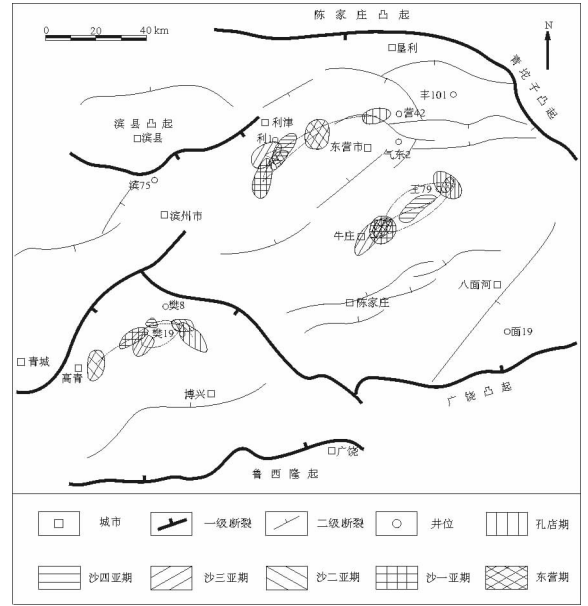 陈家庄凸起
0 20 40 km
N
垦利
青坨子凸起
丰101
营42
利津
滨县凸起
滨县
利1
东营市
气东2
滨75
王79
滨州市
牛庄
八面河
陈家庄
樊8
面19
樊19
青城
高青
博兴
广饶凸起
广饶
鲁西隆起
城市 一级断裂 二级断裂 井位 孔店期
沙四亚期 沙三亚期 沙二亚期 沙一亚期 东营期